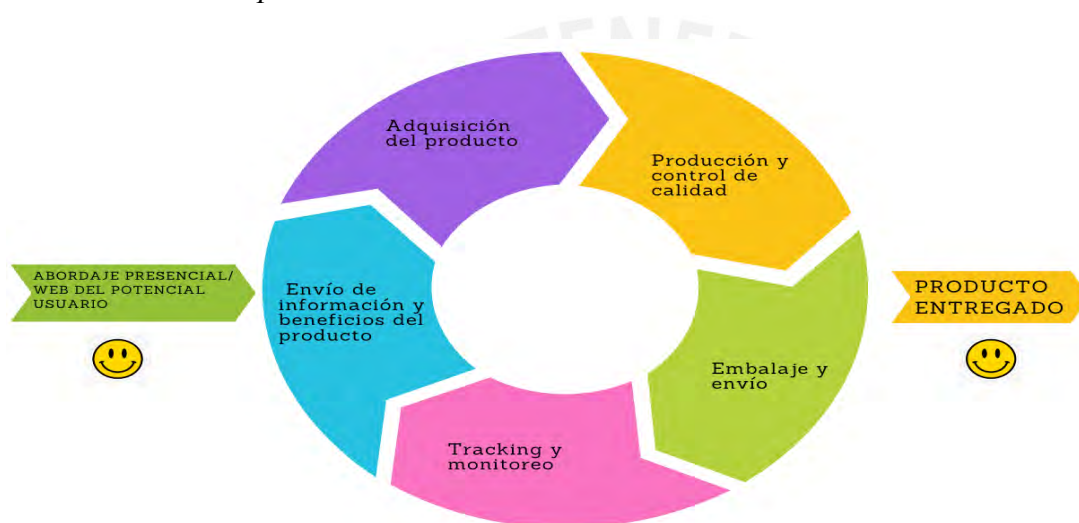 Adquisición
del producto
Producción y
control de
calidad
ABORDAJE PRESENCIAL/
WEB DEL POTENCIAL
USUARIO
Envío de
información y
beneficios del
producto
PRODUCTO
ENTREGADO
Embalaje y
envío
Tracking y
monitoreo